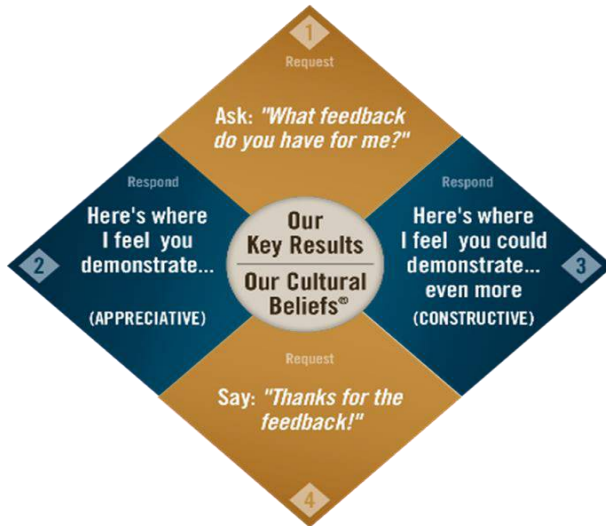 1
Request
Ask: "What feedback
do you have for me?"
Respond
Here's where
I feel you
demonstrate...
(APPRECIATIVE)
2
Our
Key Results
Our Cultural
Beliefs®
Respond
Here's where
I feel you could
demonstrate...
even more
(CONSTRUCTIVE)
3
Request
Say: "Thanks for the
feedback!"
4